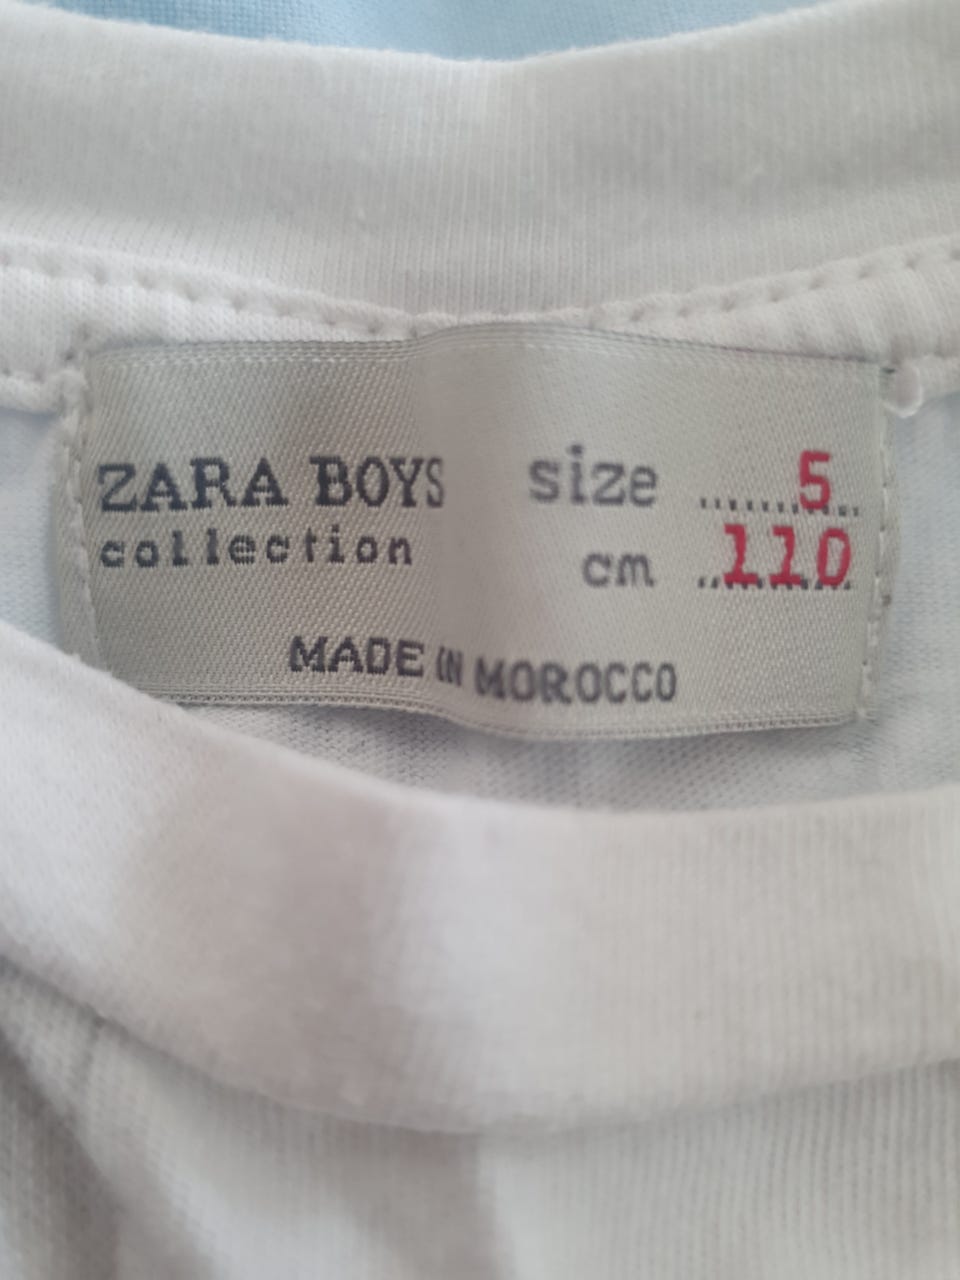 ZARA BOYS size .......5..
collection cm ..110
MADE IN MOROCCO